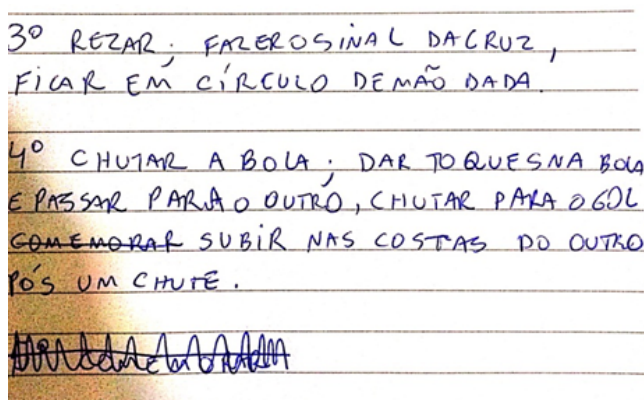 3º REZAR; FAZER O SINAL DA CRUZ,
FICAR EM CÍRCULO DE MÃO DADA.
4º CHUTAR A BOLA; DAR TOQUES NA BOLA
E PASSAR PARA O OUTRO, CHUTAR PARA O GOL
COMEMORAR SUBIR NAS COSTAS DO OUTRO
PÓS UM CHUTE.